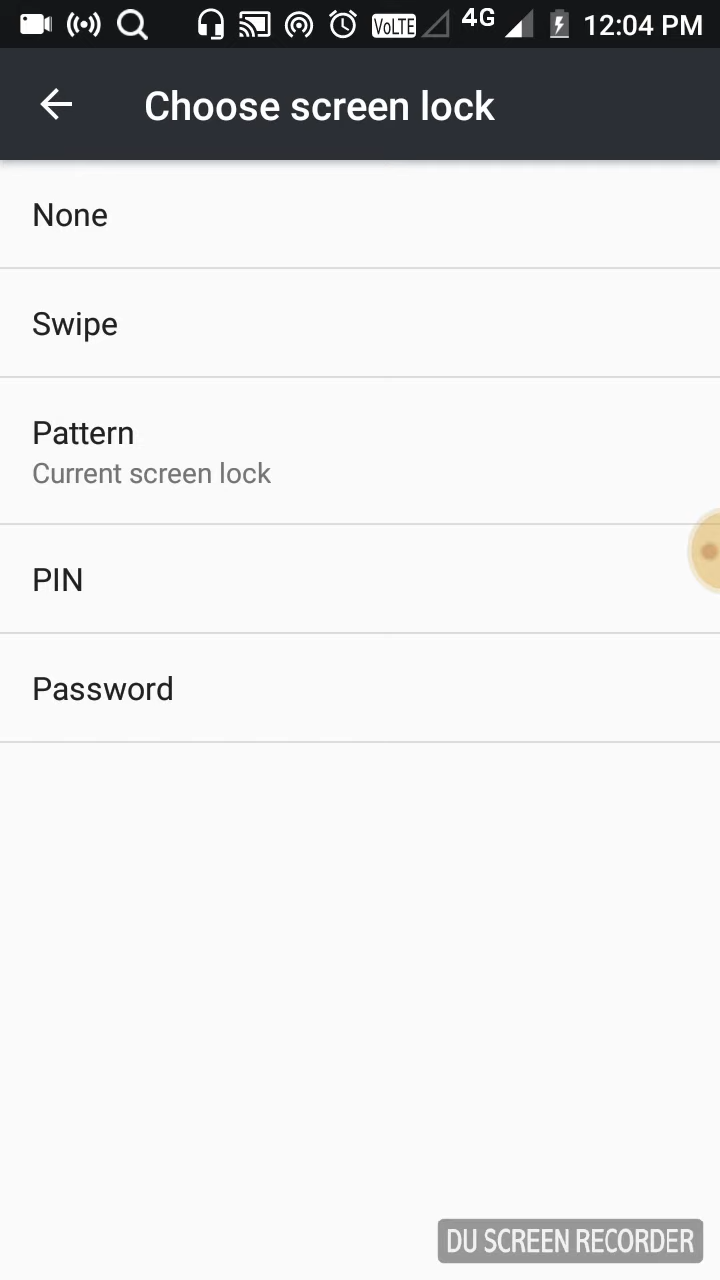 VoLTE 4G 12:04 PM
Choose screen lock
None
Swipe
Pattern
Current screen lock
PIN
Password
DU SCREEN RECORDER